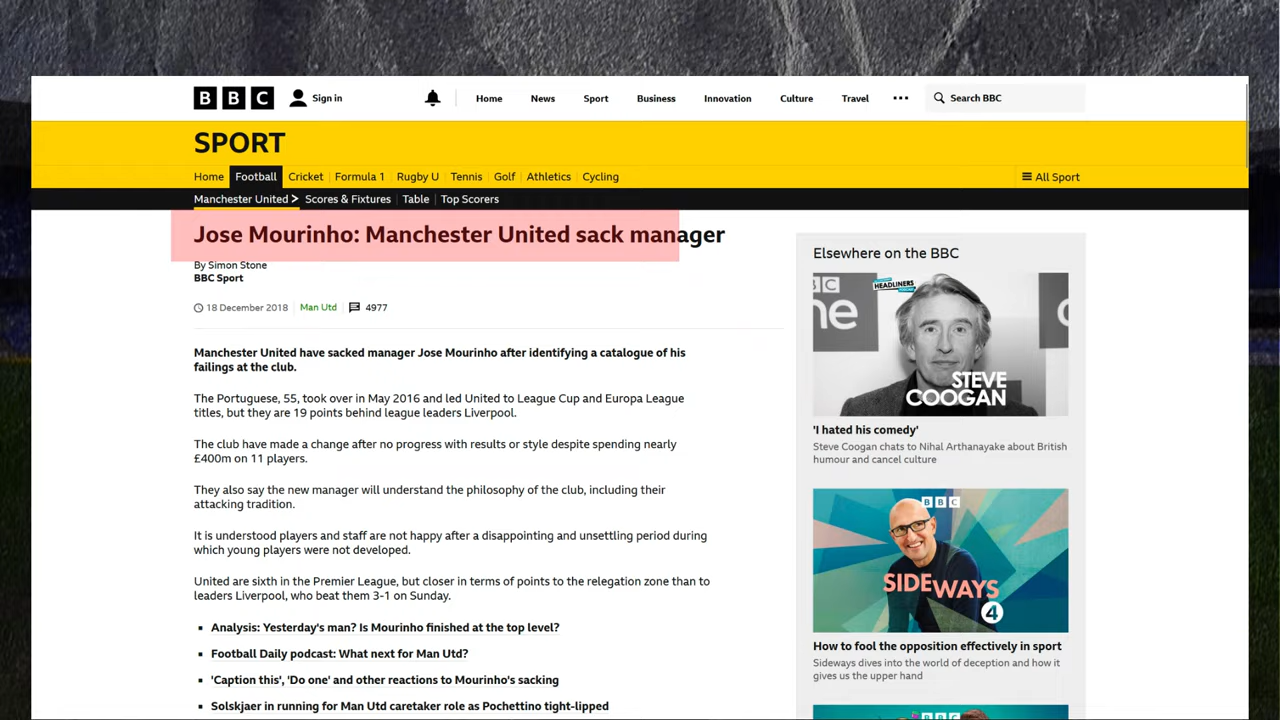 BBC Sign in Home News Sport Business Innovation Culture Travel Search BBC
SPORT
Home Football Cricket Formula 1 Rugby U Tennis Golf Athletics Cycling All Sport
Manchester United Scores & Fixtures Table Top Scorers
Jose Mourinho: Manchester United sack manager
By Simon Stone
BBC Sport
18 December 2018 Man Utd 4977
Manchester United have sacked manager Jose Mourinho after identifying a catalogue of his
failings at the club.
The Portuguese, 55, took over in May 2016 and led United to League Cup and Europa League
titles, but they are 19 points behind league leaders Liverpool.
The club have made a change after no progress with results or style despite spending nearly
£400m on 11 players.
They also say the new manager will understand the philosophy of the club, including their
attacking tradition.
It is understood players and staff are not happy after a disappointing and unsettling period during
which young players were not developed.
United are sixth in the Premier League, but closer in terms of points to the relegation zone than to
leaders Liverpool, who beat them 3-1 on Sunday.
Analysis: Yesterday's man? Is Mourinho finished at the top level?
Football Daily podcast: What next for Man Utd?
'Caption this', 'Do one' and other reactions to Mourinho's sacking
Solskjaer in running for Man Utd caretaker role as Pochettino tight-lipped
Elsewhere on the BBC
HEADLINERS
STEVE
COOGAN
'I hated his comedy'
Steve Coogan chats to Nihal Arthanayake about British
humour and cancel culture
BBC
SIDEWAYS
4
How to fool the opposition effectively in sport
Sideways dives into the world of deception and how it
gives us the upper hand